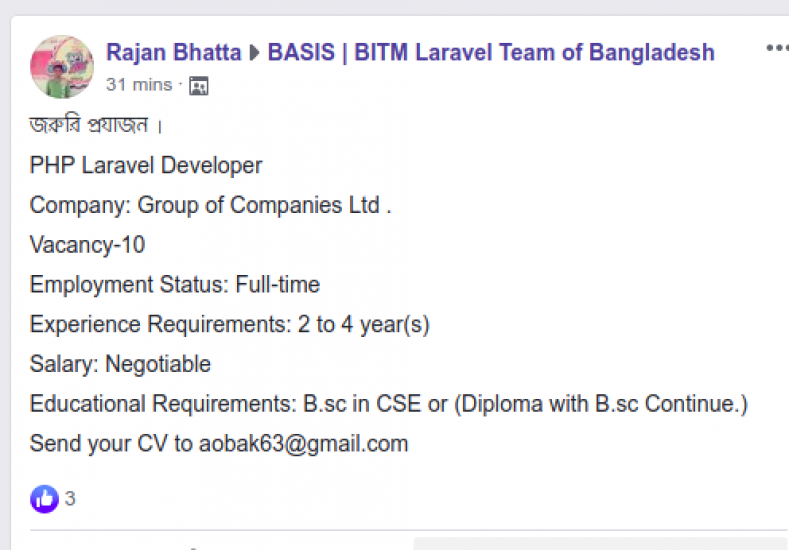 Rajan Bhatta ▸ BASIS | BITM Laravel Team of Bangladesh
31 mins ·
জরুরি প্রযাজন ।
PHP Laravel Developer
Company: Group of Companies Ltd .
Vacancy-10
Employment Status: Full-time
Experience Requirements: 2 to 4 year(s)
Salary: Negotiable
Educational Requirements: B.sc in CSE or (Diploma with B.sc Continue.)
Send your CV to aobak63@gmail.com
3